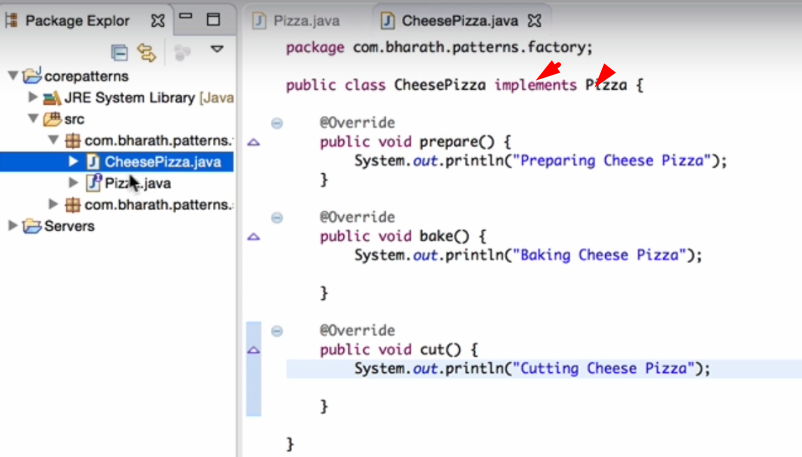 Package Explor
Pizza.java
CheesePizza.java
corepatterns
JRE System Library [Java
src
com.bharath.patterns.
CheesePizza.java
Pizza.java
com.bharath.patterns.
Servers
package com.bharath.patterns.factory;
public class CheesePizza implements Pizza {
@Override
public void prepare() {
System.out.println("Preparing Cheese Pizza");
}
@Override
public void bake() {
System.out.println("Baking Cheese Pizza");
}
@Override
public void cut() {
System.out.println("Cutting Cheese Pizza");
}
}